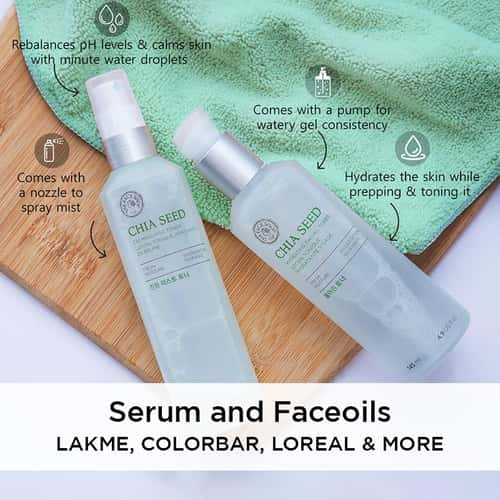 Rebalances pH levels & calms skin
with minute water droplets
Comes with a pump for
watery gel consistency
Comes with
a nozzle to
spray mist
Hydrates the skin while
prepping & toning it
CHIA SEED
CHIA SEED
145 ml
Serum and Faceoils
LAKME, COLORBAR, LOREAL & MORE